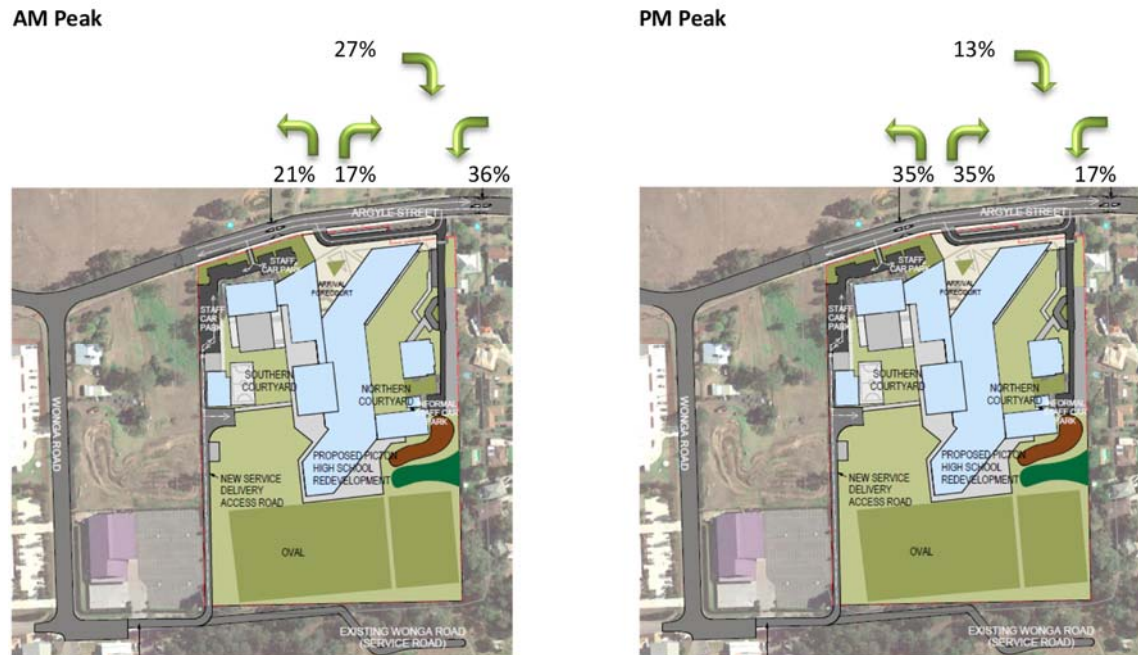 AM Peak
27%
21% 17%
36%
ARGYLE STREET
STAFF
CAR PARK
ARRIVAL
FORECOURT
STAFF
CAR
PARK
SOUTHERN
COURTYARD
NORTHERN
COURTYARD
WONGA ROAD
PROPOSED PICTON
HIGH SCHOOL
REDEVELOPMENT
NEW SERVICE
DELIVERY
ACCESS ROAD
OVAL
EXISTING WONGA ROAD
(SERVICE ROAD)
PM Peak
13%
35% 35%
17%
ARGYLE STREET
STAFF
CAR PARK
ARRIVAL
FORECOURT
STAFF
CAR
PARK
SOUTHERN
COURTYARD
NORTHERN
COURTYARD
WONGA ROAD
PROPOSED PICTON
HIGH SCHOOL
REDEVELOPMENT
NEW SERVICE
DELIVERY
ACCESS ROAD
OVAL
EXISTING WONGA ROAD
(SERVICE ROAD)